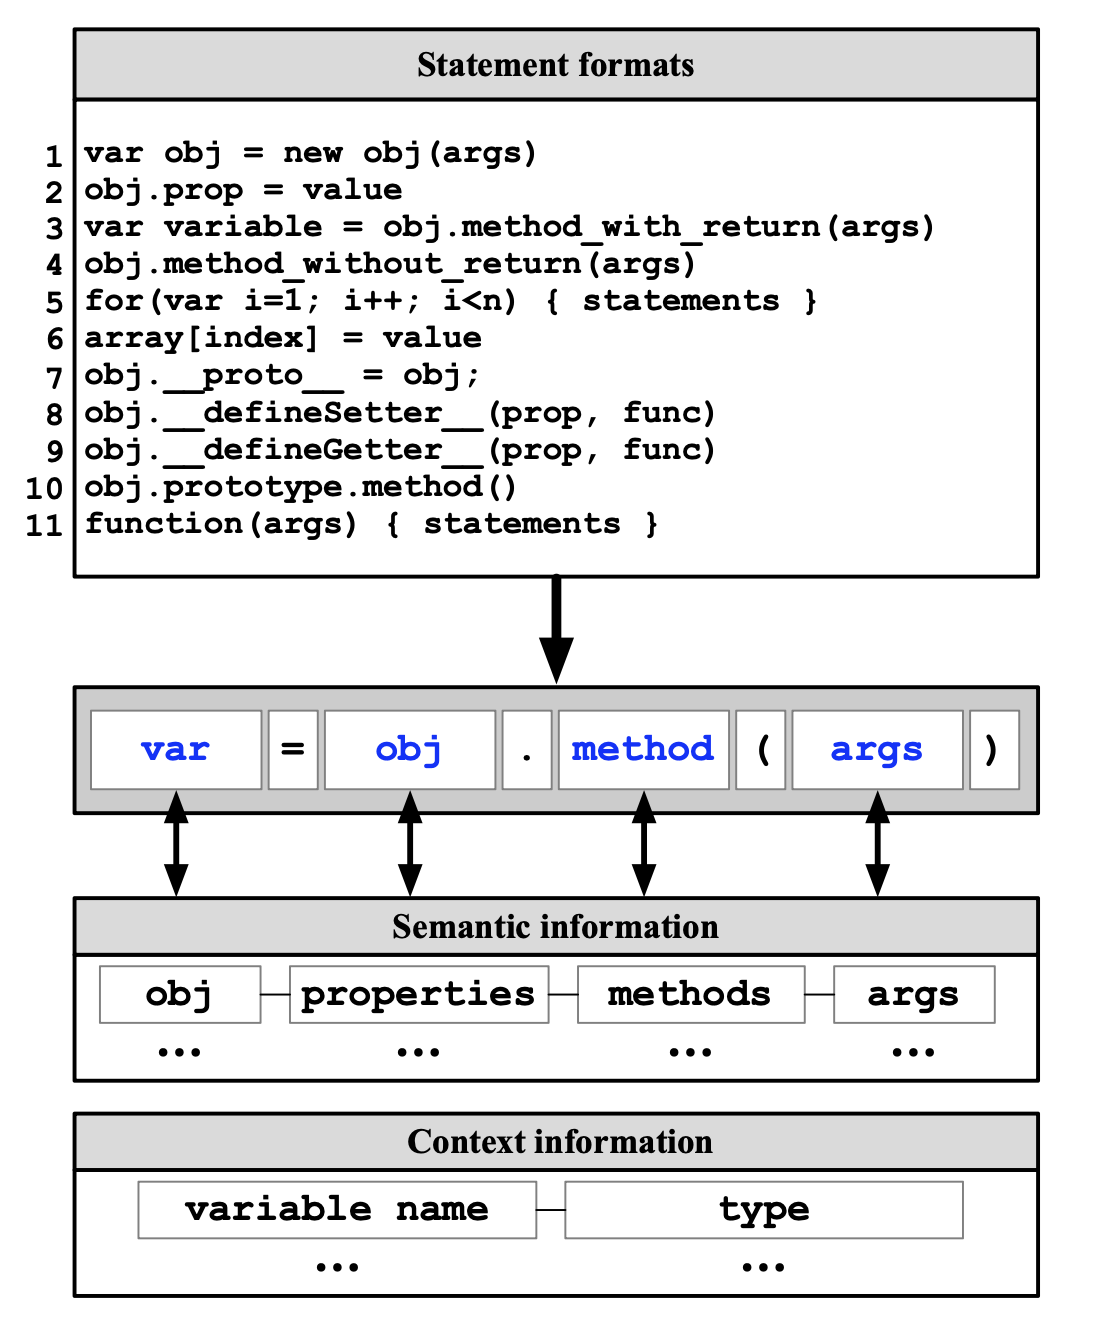 Statement formats
1 var obj = new obj(args)
2 obj.prop = value
3 var variable = obj.method_with_return(args)
4 obj.method_without_return(args)
5 for(var i=1; i++; i<n) { statements }
6 array[index] = value
7 obj.__proto__ = obj;
8 obj.__defineSetter__(prop, func)
9 obj.__defineGetter__(prop, func)
10 obj.prototype.method()
11 function(args) { statements }
var = obj . method ( args )
Semantic information
obj properties methods args
... ... ... ...
Context information
variable name type
... ...